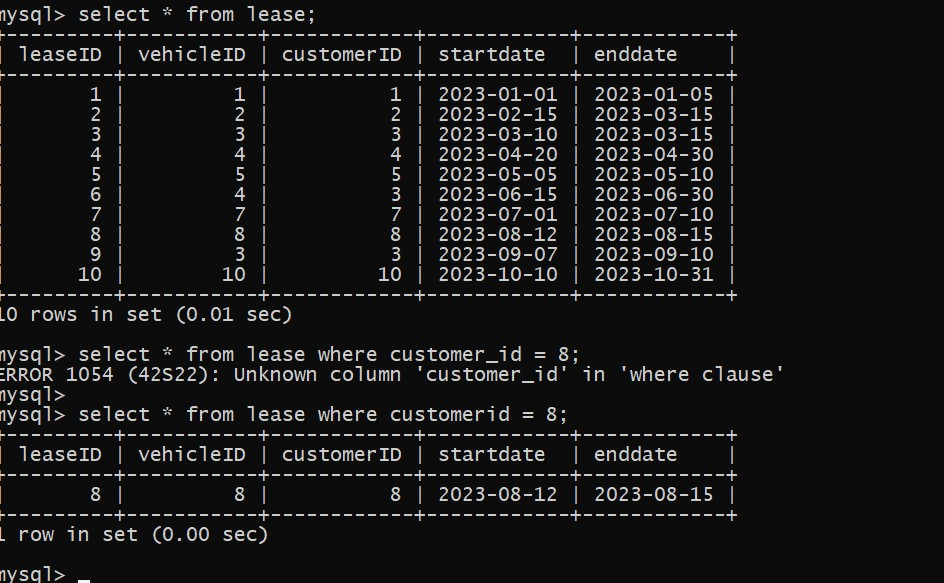 mysql> select * from lease;
+---------+-----------+------------+------------+------------+
| leaseID | vehicleID | customerID | startdate  | enddate    |
+---------+-----------+------------+------------+------------+
|       1 |         1 |          1 | 2023-01-01 | 2023-01-05 |
|       2 |         2 |          2 | 2023-02-15 | 2023-03-15 |
|       3 |         3 |          3 | 2023-03-10 | 2023-03-15 |
|       4 |         4 |          4 | 2023-04-20 | 2023-04-30 |
|       5 |         5 |          5 | 2023-05-05 | 2023-05-10 |
|       6 |         4 |          3 | 2023-06-15 | 2023-06-30 |
|       7 |         7 |          7 | 2023-07-01 | 2023-07-10 |
|       8 |         8 |          8 | 2023-08-12 | 2023-08-15 |
|       9 |         3 |          3 | 2023-09-07 | 2023-09-10 |
|      10 |        10 |         10 | 2023-10-10 | 2023-10-31 |
+---------+-----------+------------+------------+------------+
10 rows in set (0.01 sec)
mysql> select * from lease where customer_id = 8;
ERROR 1054 (42S22): Unknown column 'customer_id' in 'where clause'
mysql>
mysql> select * from lease where customerid = 8;
+---------+-----------+------------+------------+------------+
| leaseID | vehicleID | customerID | startdate  | enddate    |
+---------+-----------+------------+------------+------------+
|       8 |         8 |          8 | 2023-08-12 | 2023-08-15 |
+---------+-----------+------------+------------+------------+
1 row in set (0.00 sec)
mysql> _